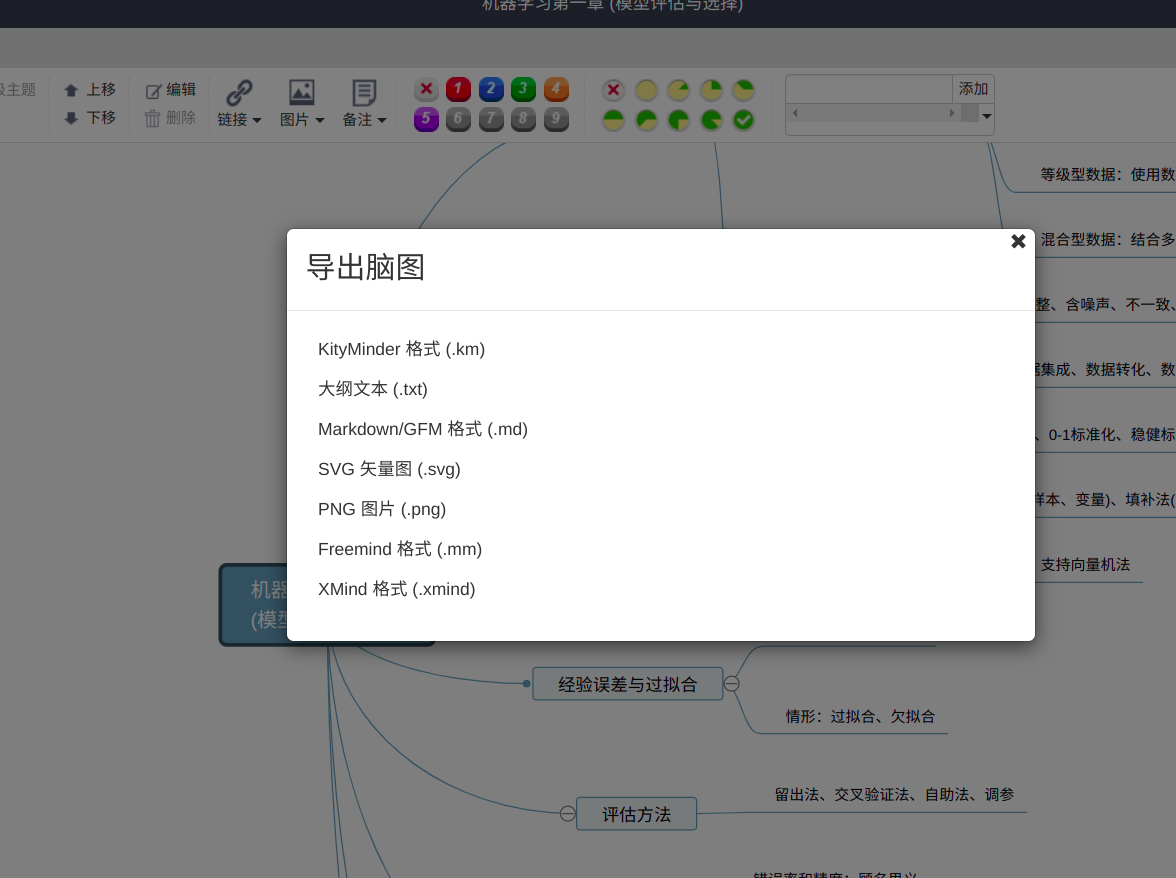 机器学习第一章 (模型评估与选择)
主题
上移
编辑
下移
删除
链接
图片
备注
1 2 3 4
5 6 7 8 9
添加
等级型数据：使用数
混合型数据：结合多
整、含噪声、不一致、
据集成、数据转化、数
、0-1标准化、稳健标
样本、变量)、填补法(
支持向量机法
导出脑图
KityMinder 格式 (.km)
大纲文本 (.txt)
Markdown/GFM 格式 (.md)
SVG 矢量图 (.svg)
PNG 图片 (.png)
Freemind 格式 (.mm)
XMind 格式 (.xmind)
机器
(模型
经验误差与过拟合
情形：过拟合、欠拟合
留出法、交叉验证法、自助法、调参
评估方法
错误率和精度：顾名思义